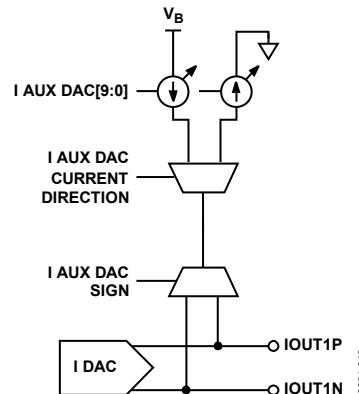 VB
I AUX DAC[9:0]
I AUX DAC
CURRENT
DIRECTION
I AUX DAC
SIGN
I DAC
IOUT1P
IOUT1N